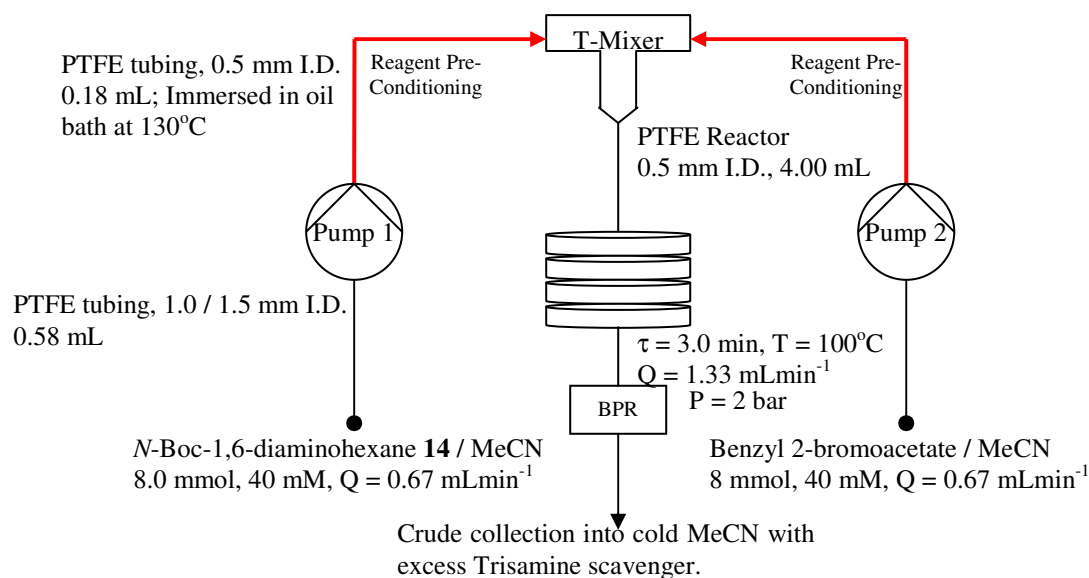 T-Mixer
PTFE tubing, 0.5 mm I.D.
0.18 mL; Immersed in oil
bath at 130°C
Reagent Pre-
Conditioning
Reagent Pre-
Conditioning
PTFE Reactor
0.5 mm I.D., 4.00 mL
Pump 1
Pump 2
PTFE tubing, 1.0 / 1.5 mm I.D.
0.58 mL
τ = 3.0 min, T = 100°C
Q = 1.33 mLmin⁻¹
P = 2 bar
BPR
N-Boc-1,6-diaminohexane 14 / MeCN
8.0 mmol, 40 mM, Q = 0.67 mLmin⁻¹
Benzyl 2-bromoacetate / MeCN
8 mmol, 40 mM, Q = 0.67 mLmin⁻¹
Crude collection into cold MeCN with
excess Trisamine scavenger.